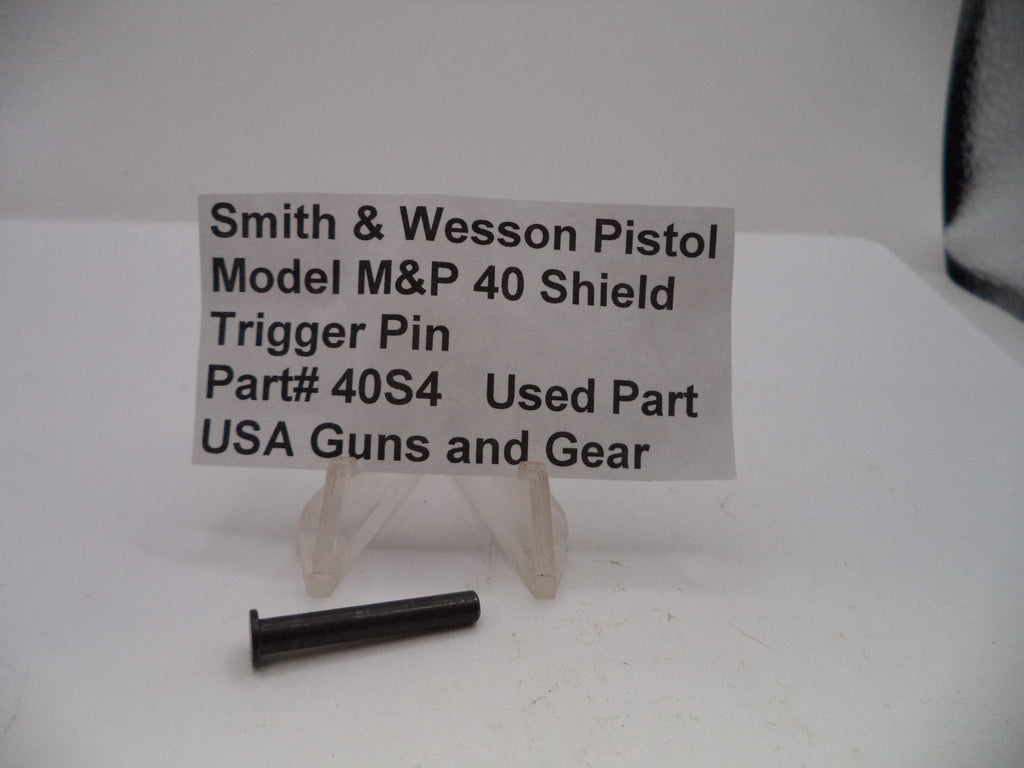 Smith & Wesson Pistol
Model M&P 40 Shield
Trigger Pin
Part# 40S4 Used Part
USA Guns and Gear